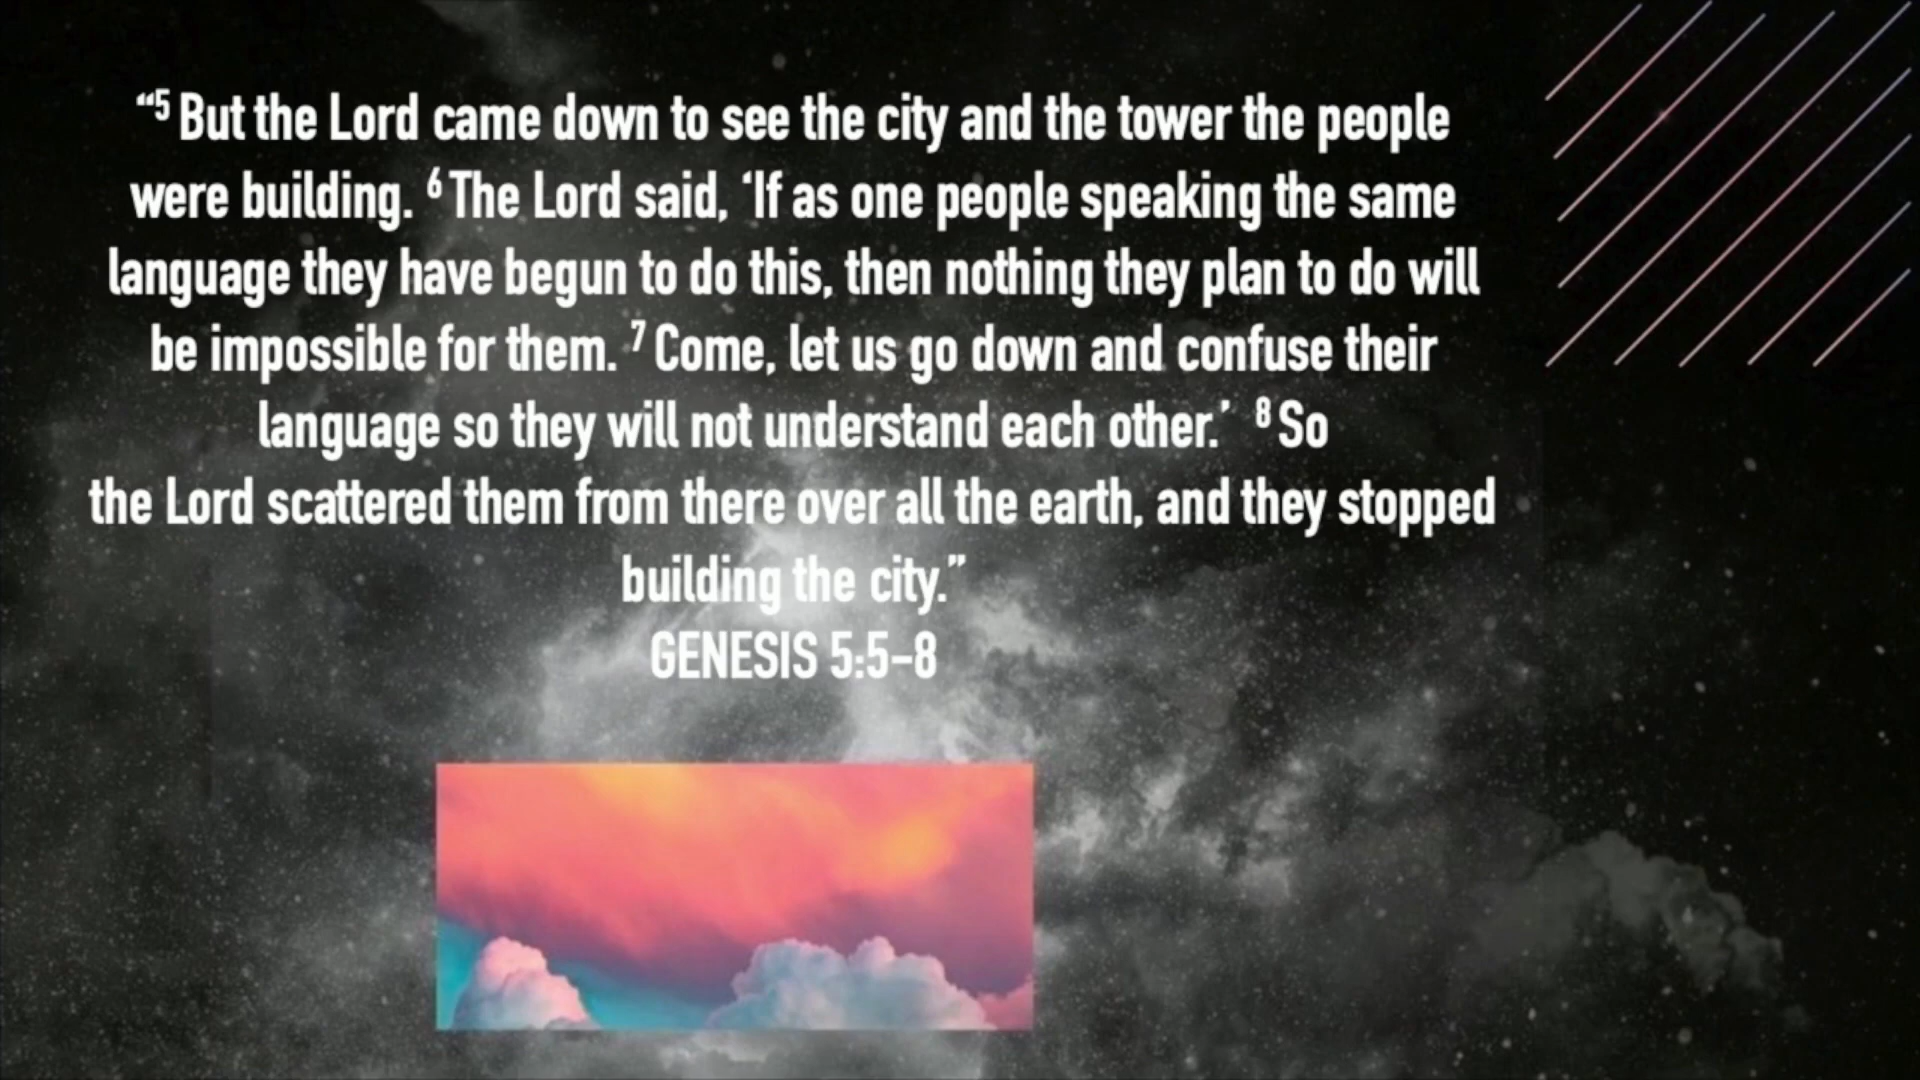 “5 But the Lord came down to see the city and the tower the people
were building. 6 The Lord said, ‘If as one people speaking the same
language they have begun to do this, then nothing they plan to do will
be impossible for them. 7 Come, let us go down and confuse their
language so they will not understand each other.’ 8 So
the Lord scattered them from there over all the earth, and they stopped
building the city.”
GENESIS 5:5-8